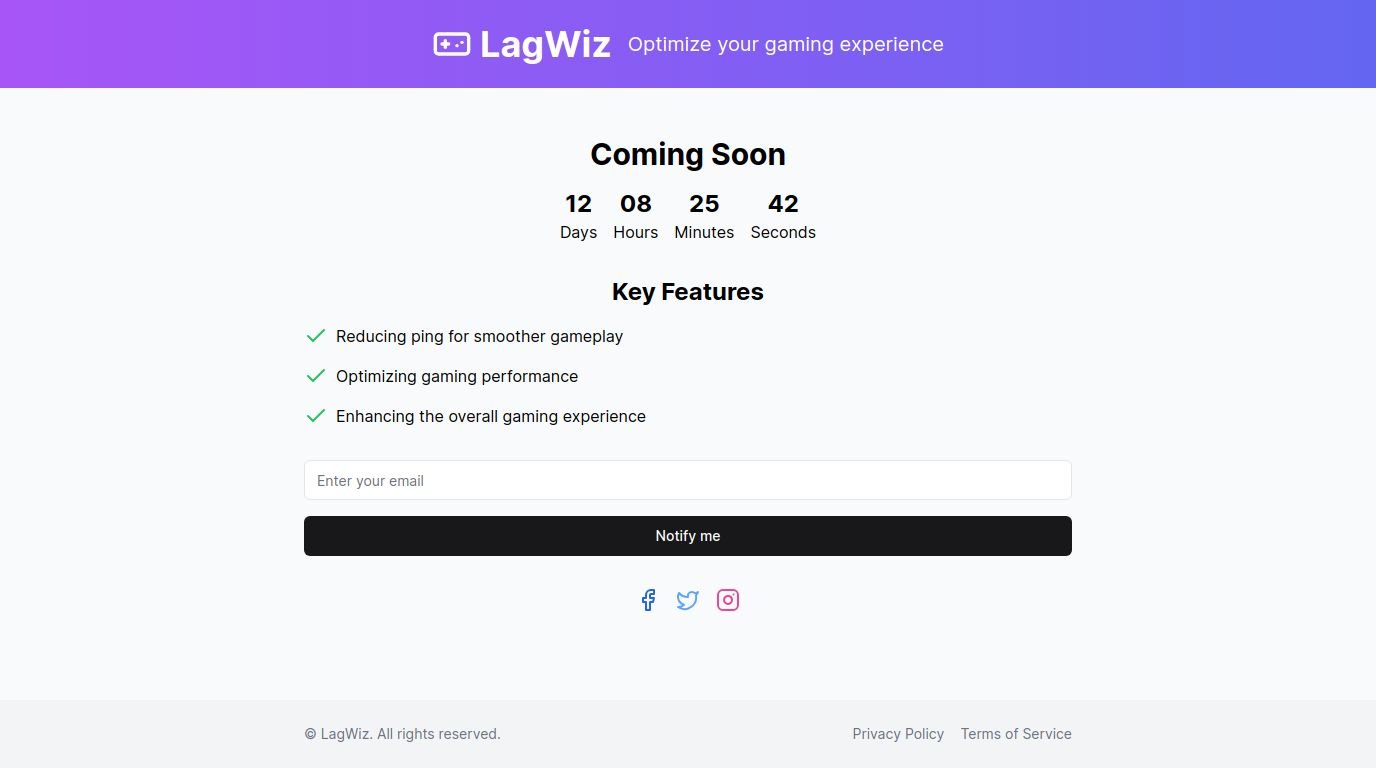 LagWiz Optimize your gaming experience
Coming Soon
12 08 25 42
Days Hours Minutes Seconds
Key Features
Reducing ping for smoother gameplay
Optimizing gaming performance
Enhancing the overall gaming experience
Enter your email
Notify me
© LagWiz. All rights reserved. Privacy Policy Terms of Service